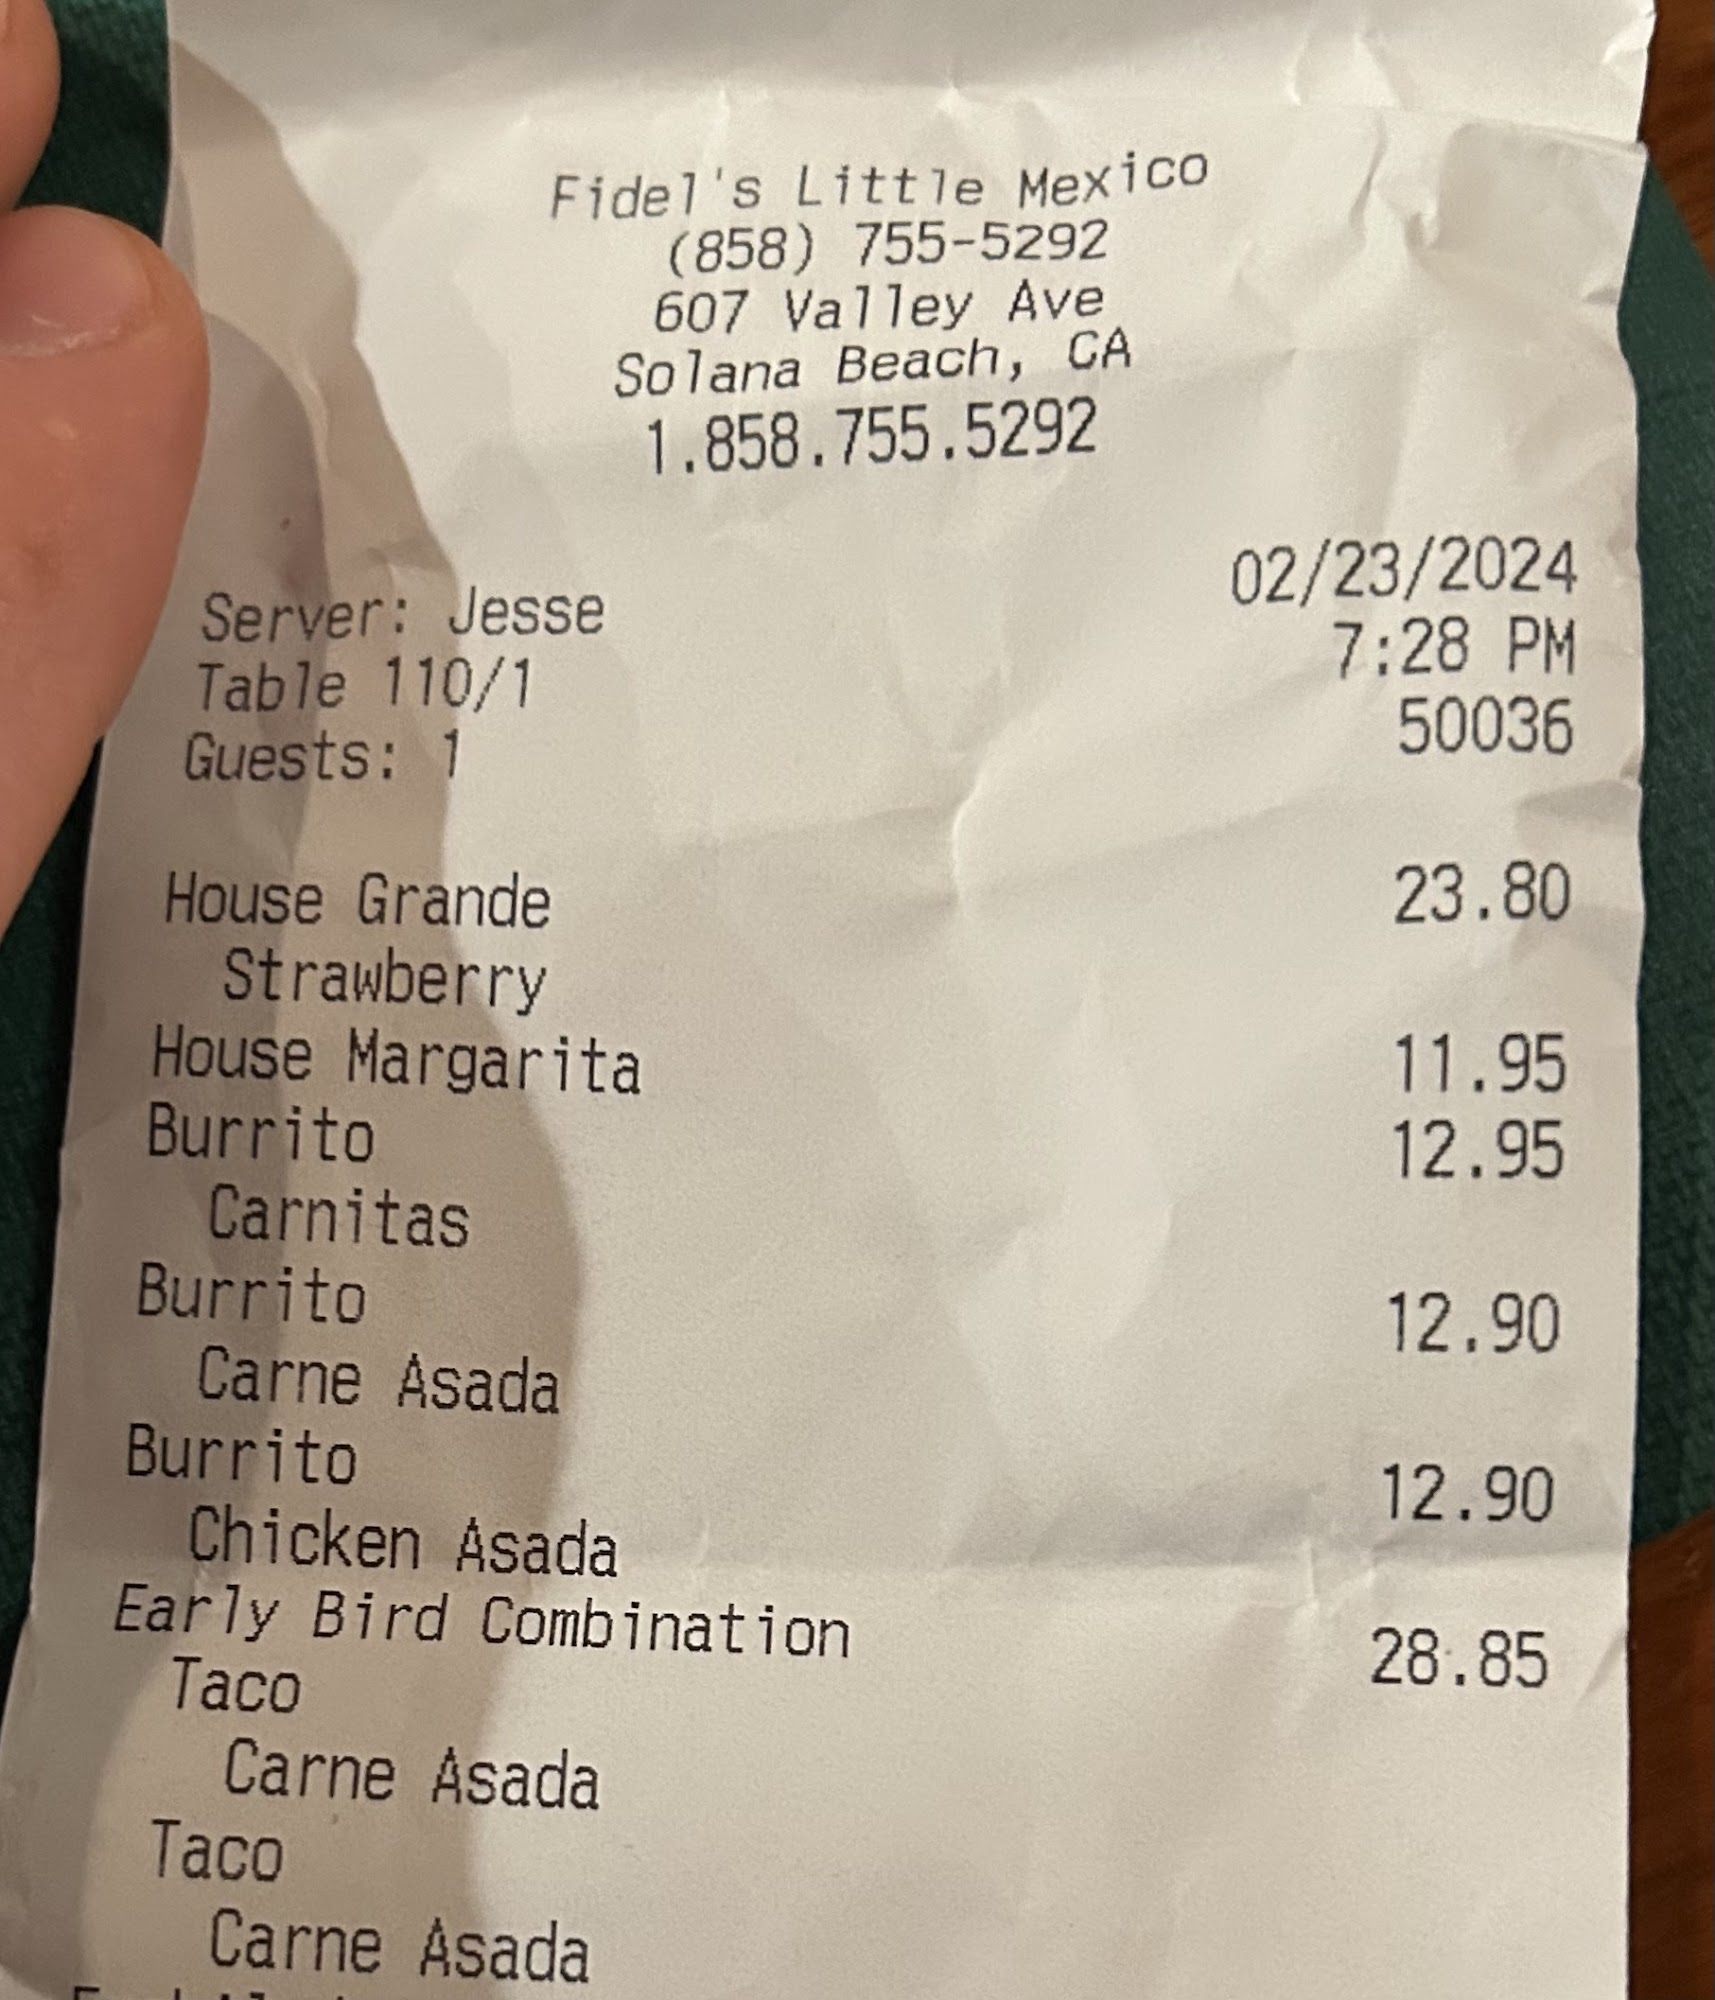 Fidel's Little Mexico
(858) 755-5292
607 Valley Ave
Solana Beach, CA
1.858.755.5292
02/23/2024
Server: Jesse 7:28 PM
Table 110/1 50036
Guests: 1
House Grande 23.80
Strawberry
House Margarita 11.95
Burrito 12.95
Carnitas
Burrito 12.90
Carne Asada
Burrito 12.90
Chicken Asada
Early Bird Combination 28.85
Taco
Carne Asada
Taco
Carne Asada